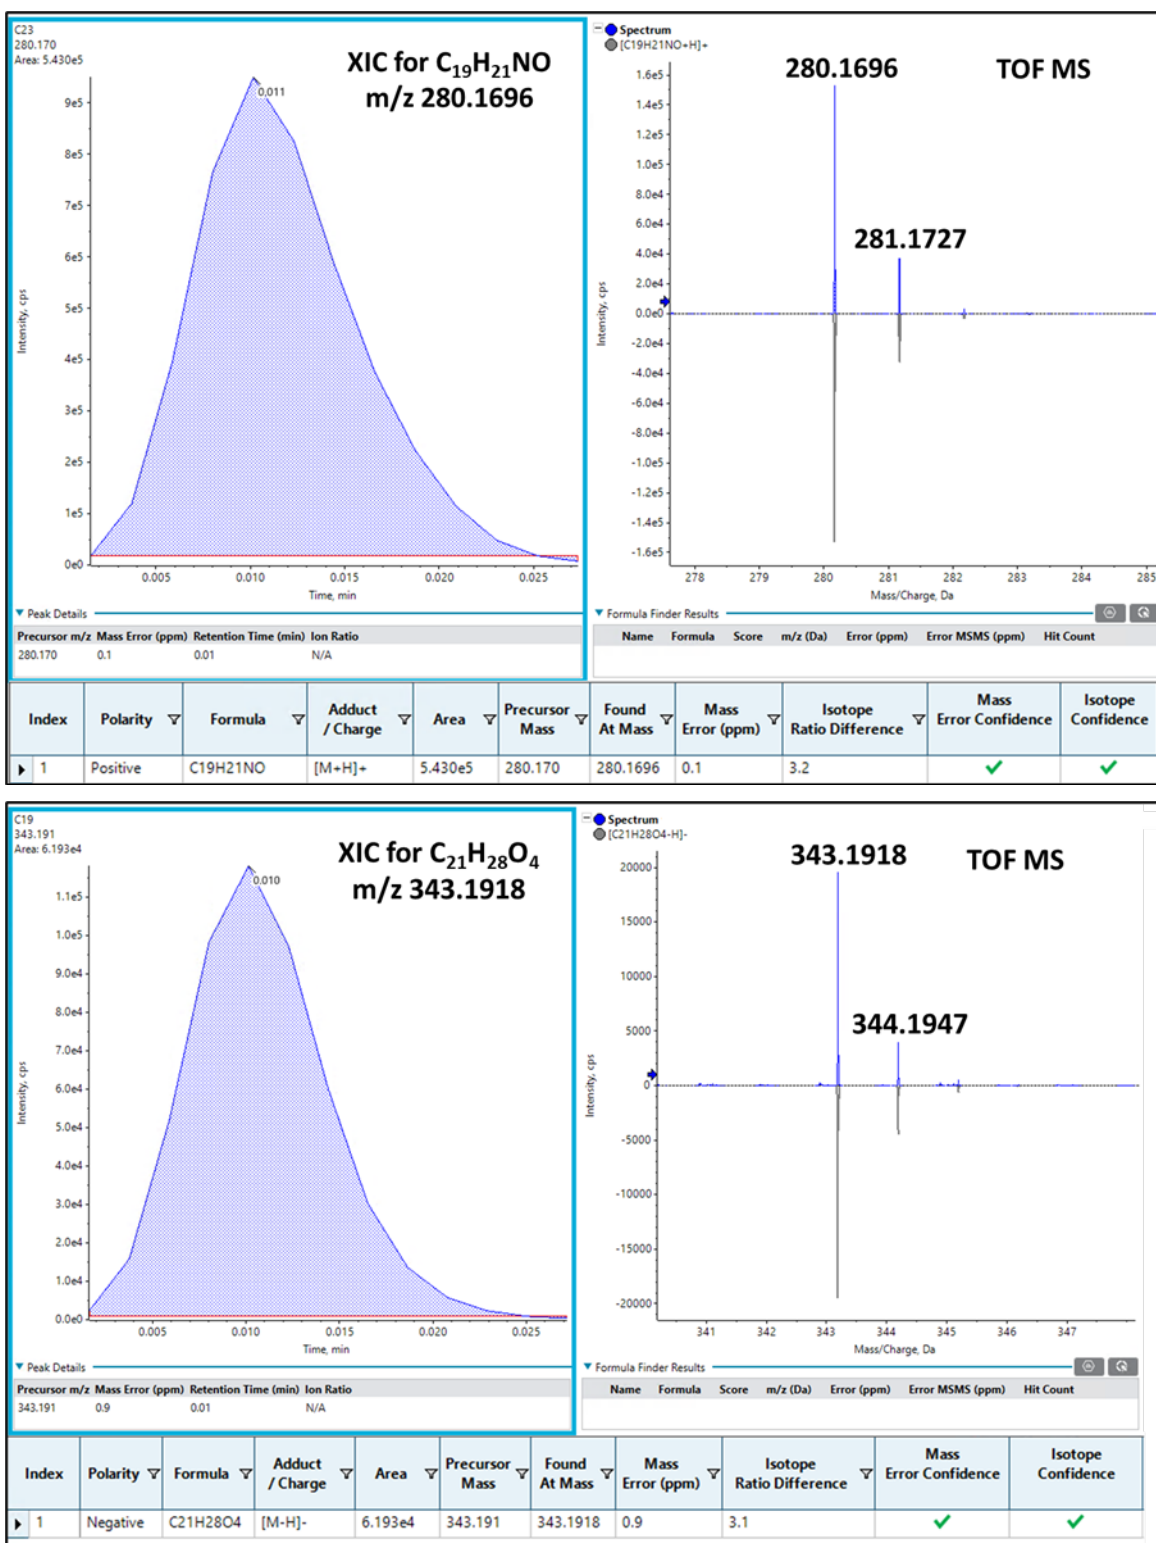 C23
280.170
Area: 5.430e5
XIC for C₁₉H₂₁NO
m/z 280.1696
0.011
9e5
8e5
7e5
6e5
5e5
4e5
3e5
2e5
1e5
0e0
Intensity, cps
0.005 0.010 0.015 0.020 0.025
Time, min
Peak Details
Precursor m/z Mass Error (ppm) Retention Time (min) Ion Ratio
280.170 0.1 0.01 N/A
Spectrum
[C19H21NO+H]+
280.1696
TOF MS
281.1727
1.6e5
1.4e5
1.2e5
1.0e5
8.0e4
6.0e4
4.0e4
2.0e4
0.0e0
-2.0e4
-4.0e4
-6.0e4
-8.0e4
-1.0e5
-1.2e5
-1.4e5
-1.6e5
Intensity, cps
278 279 280 281 282 283 284 285
Mass/Charge, Da
Formula Finder Results
Name Formula Score m/z (Da) Error (ppm) Error MSMS (ppm) Hit Count
Index Polarity Formula Adduct / Charge Area Precursor Mass Found At Mass Mass Error (ppm) Isotope Ratio Difference Mass Error Confidence Isotope Confidence
1 Positive C19H21NO [M+H]+ 5.430e5 280.170 280.1696 0.1 3.2
C19
343.191
Area: 6.193e4
XIC for C₂₁H₂₈O₄
m/z 343.1918
0.010
1.1e5
1.0e5
9.0e4
8.0e4
7.0e4
6.0e4
5.0e4
4.0e4
3.0e4
2.0e4
1.0e4
0.0e0
Intensity, cps
0.005 0.010 0.015 0.020 0.025
Time, min
Peak Details
Precursor m/z Mass Error (ppm) Retention Time (min) Ion Ratio
343.191 0.9 0.01 N/A
Spectrum
[C21H28O4-H]-
343.1918
TOF MS
344.1947
20000
15000
10000
5000
0
-5000
-10000
-15000
-20000
Intensity, cps
341 342 343 344 345 346 347
Mass/Charge, Da
Formula Finder Results
Name Formula Score m/z (Da) Error (ppm) Error MSMS (ppm) Hit Count
Index Polarity Formula Adduct / Charge Area Precursor Mass Found At Mass Mass Error (ppm) Isotope Ratio Difference Mass Error Confidence Isotope Confidence
1 Negative C21H28O4 [M-H]- 6.193e4 343.191 343.1918 0.9 3.1